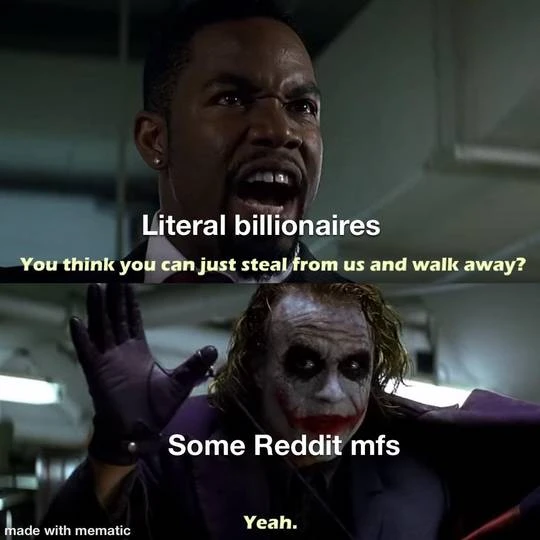 Literal billionaires
You think you can just steal from us and walk away?
Some Reddit mfs
Yeah.
made with mematic